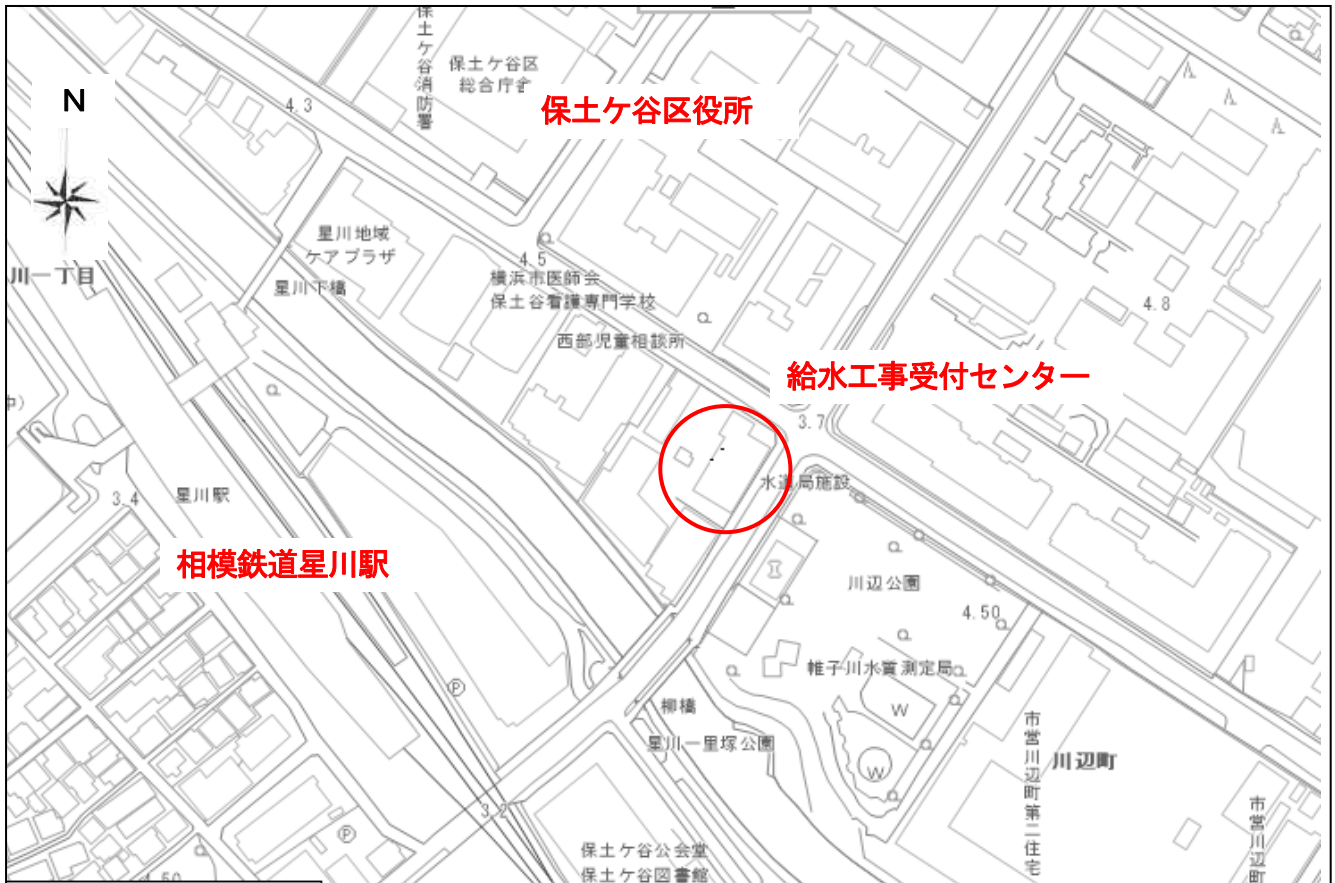 保土ケ谷消防署
保土ケ谷区
総合庁舎
保土ケ谷区役所
N
4.3
星川地域
ケアプラザ
星川下橋
川一丁目
4.5
横浜市医師会
保土谷看護専門学校
西部児童相談所
4.8
給水工事受付センター
3.7
水道局施設
3.4
星川駅
相模鉄道星川駅
川辺公園
4.50
帷子川水質測定局
W
W
P
柳橋
星川一里塚公園
川辺町
市営川辺町第二住宅
3.2
P
保土ケ谷公会堂
保土ケ谷図書館
市営川辺町
4.50